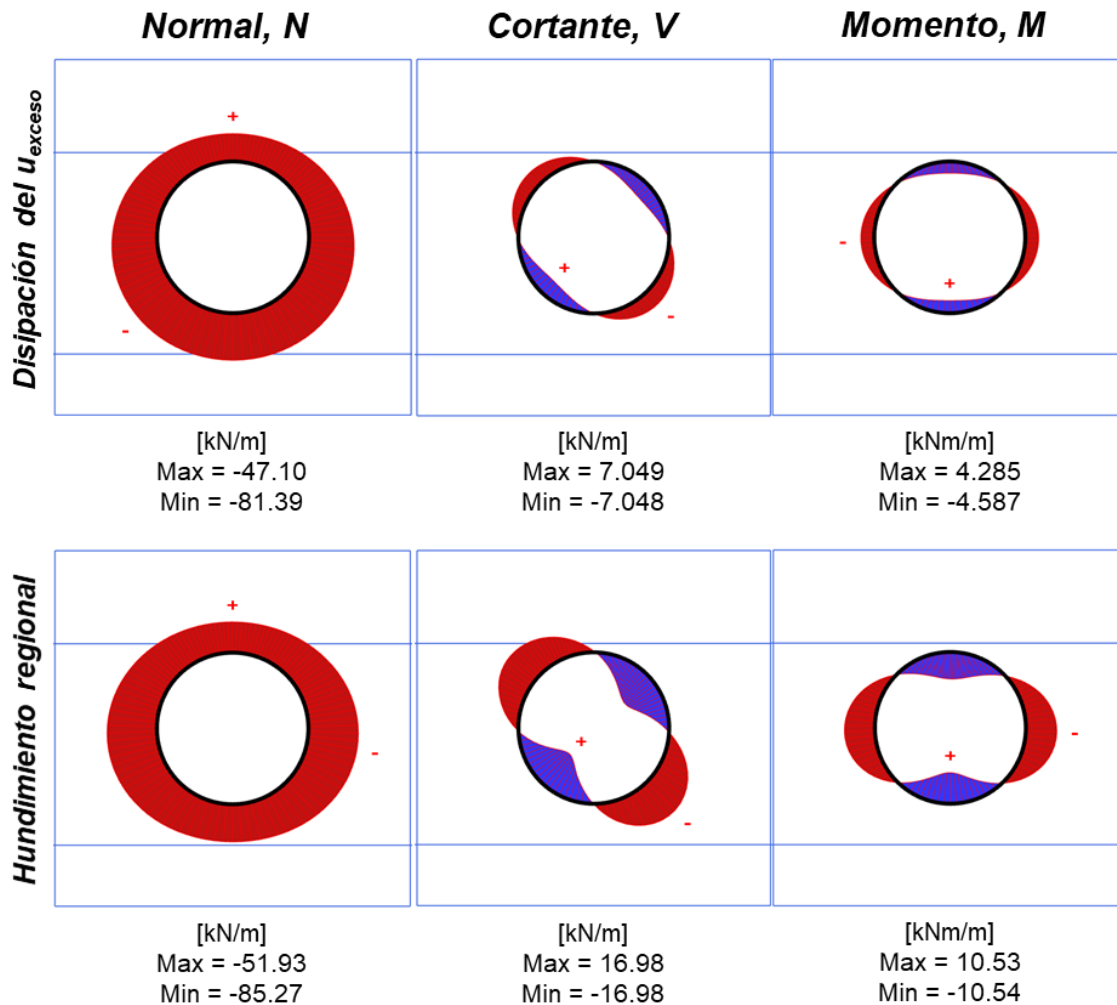 Normal, N
Cortante, V
Momento, M
Disipación del u_exceso
+
-
+
-
-
+
[kN/m]
Max = -47.10
Min = -81.39
[kN/m]
Max = 7.049
Min = -7.048
[kNm/m]
Max = 4.285
Min = -4.587
Hundimiento regional
+
-
+
-
-
+
[kN/m]
Max = -51.93
Min = -85.27
[kN/m]
Max = 16.98
Min = -16.98
[kNm/m]
Max = 10.53
Min = -10.54